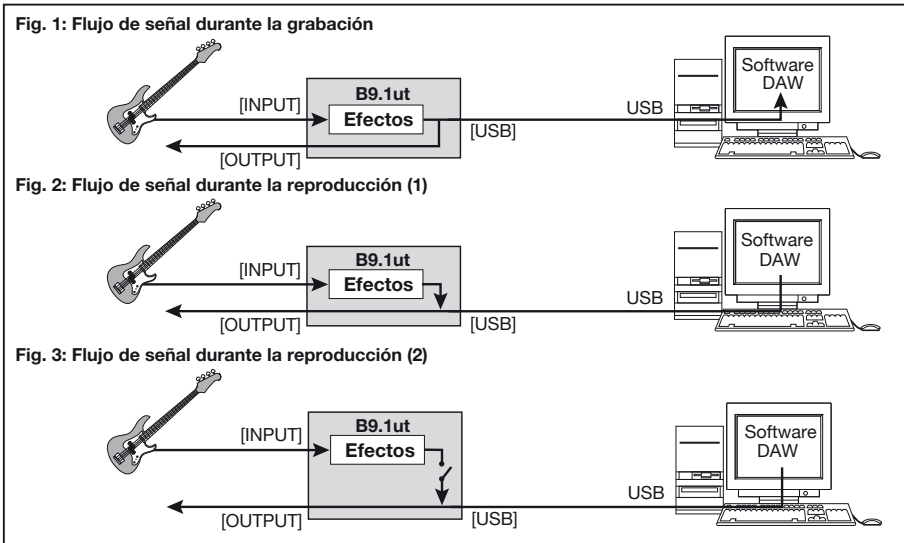 Fig. 1: Flujo de señal durante la grabación
Software
DAW
B9.1ut
[INPUT]
Efectos
USB
[USB]
[OUTPUT]
Fig. 2: Flujo de señal durante la reproducción (1)
Software
DAW
B9.1ut
[INPUT]
Efectos
USB
[OUTPUT]
[USB]
Fig. 3: Flujo de señal durante la reproducción (2)
B9.1ut
Software
DAW
[INPUT]
Efectos
USB
[OUTPUT]
[USB]